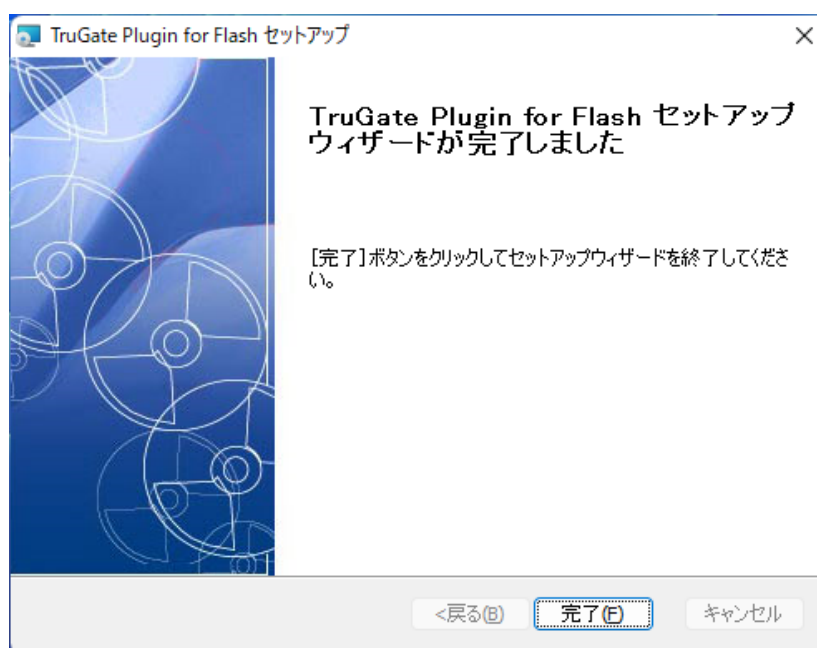 TruGate Plugin for Flash セットアップ
TruGate Plugin for Flash セットアップ
ウィザードが完了しました
[完了]ボタンをクリックしてセットアップウィザードを終了してくださ
い。
<戻る(B)
完了(F)
キャンセル